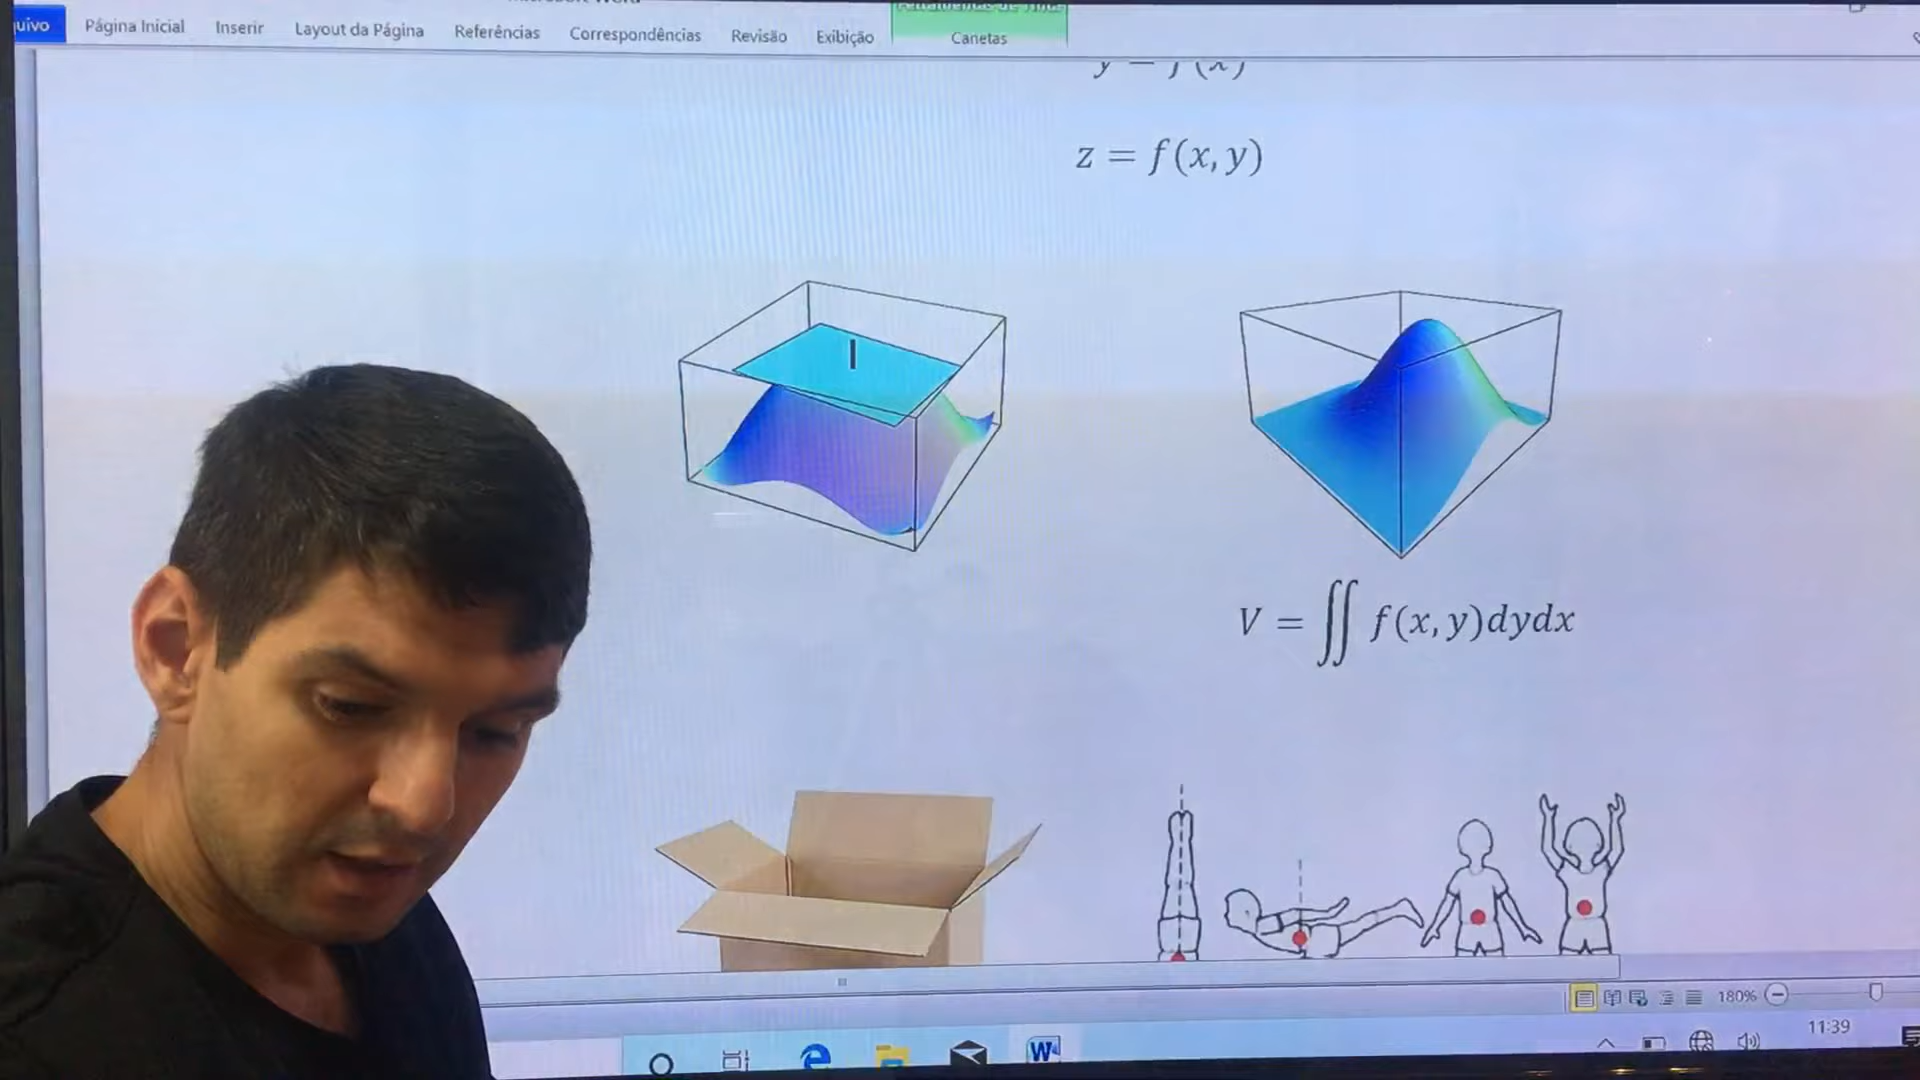 uivo Página Inicial Inserir Layout da Página Referências Correspondências Revisão Exibição Canetas
z = f(x, y)
V = ∬ f(x, y)dydx
180%
11:39